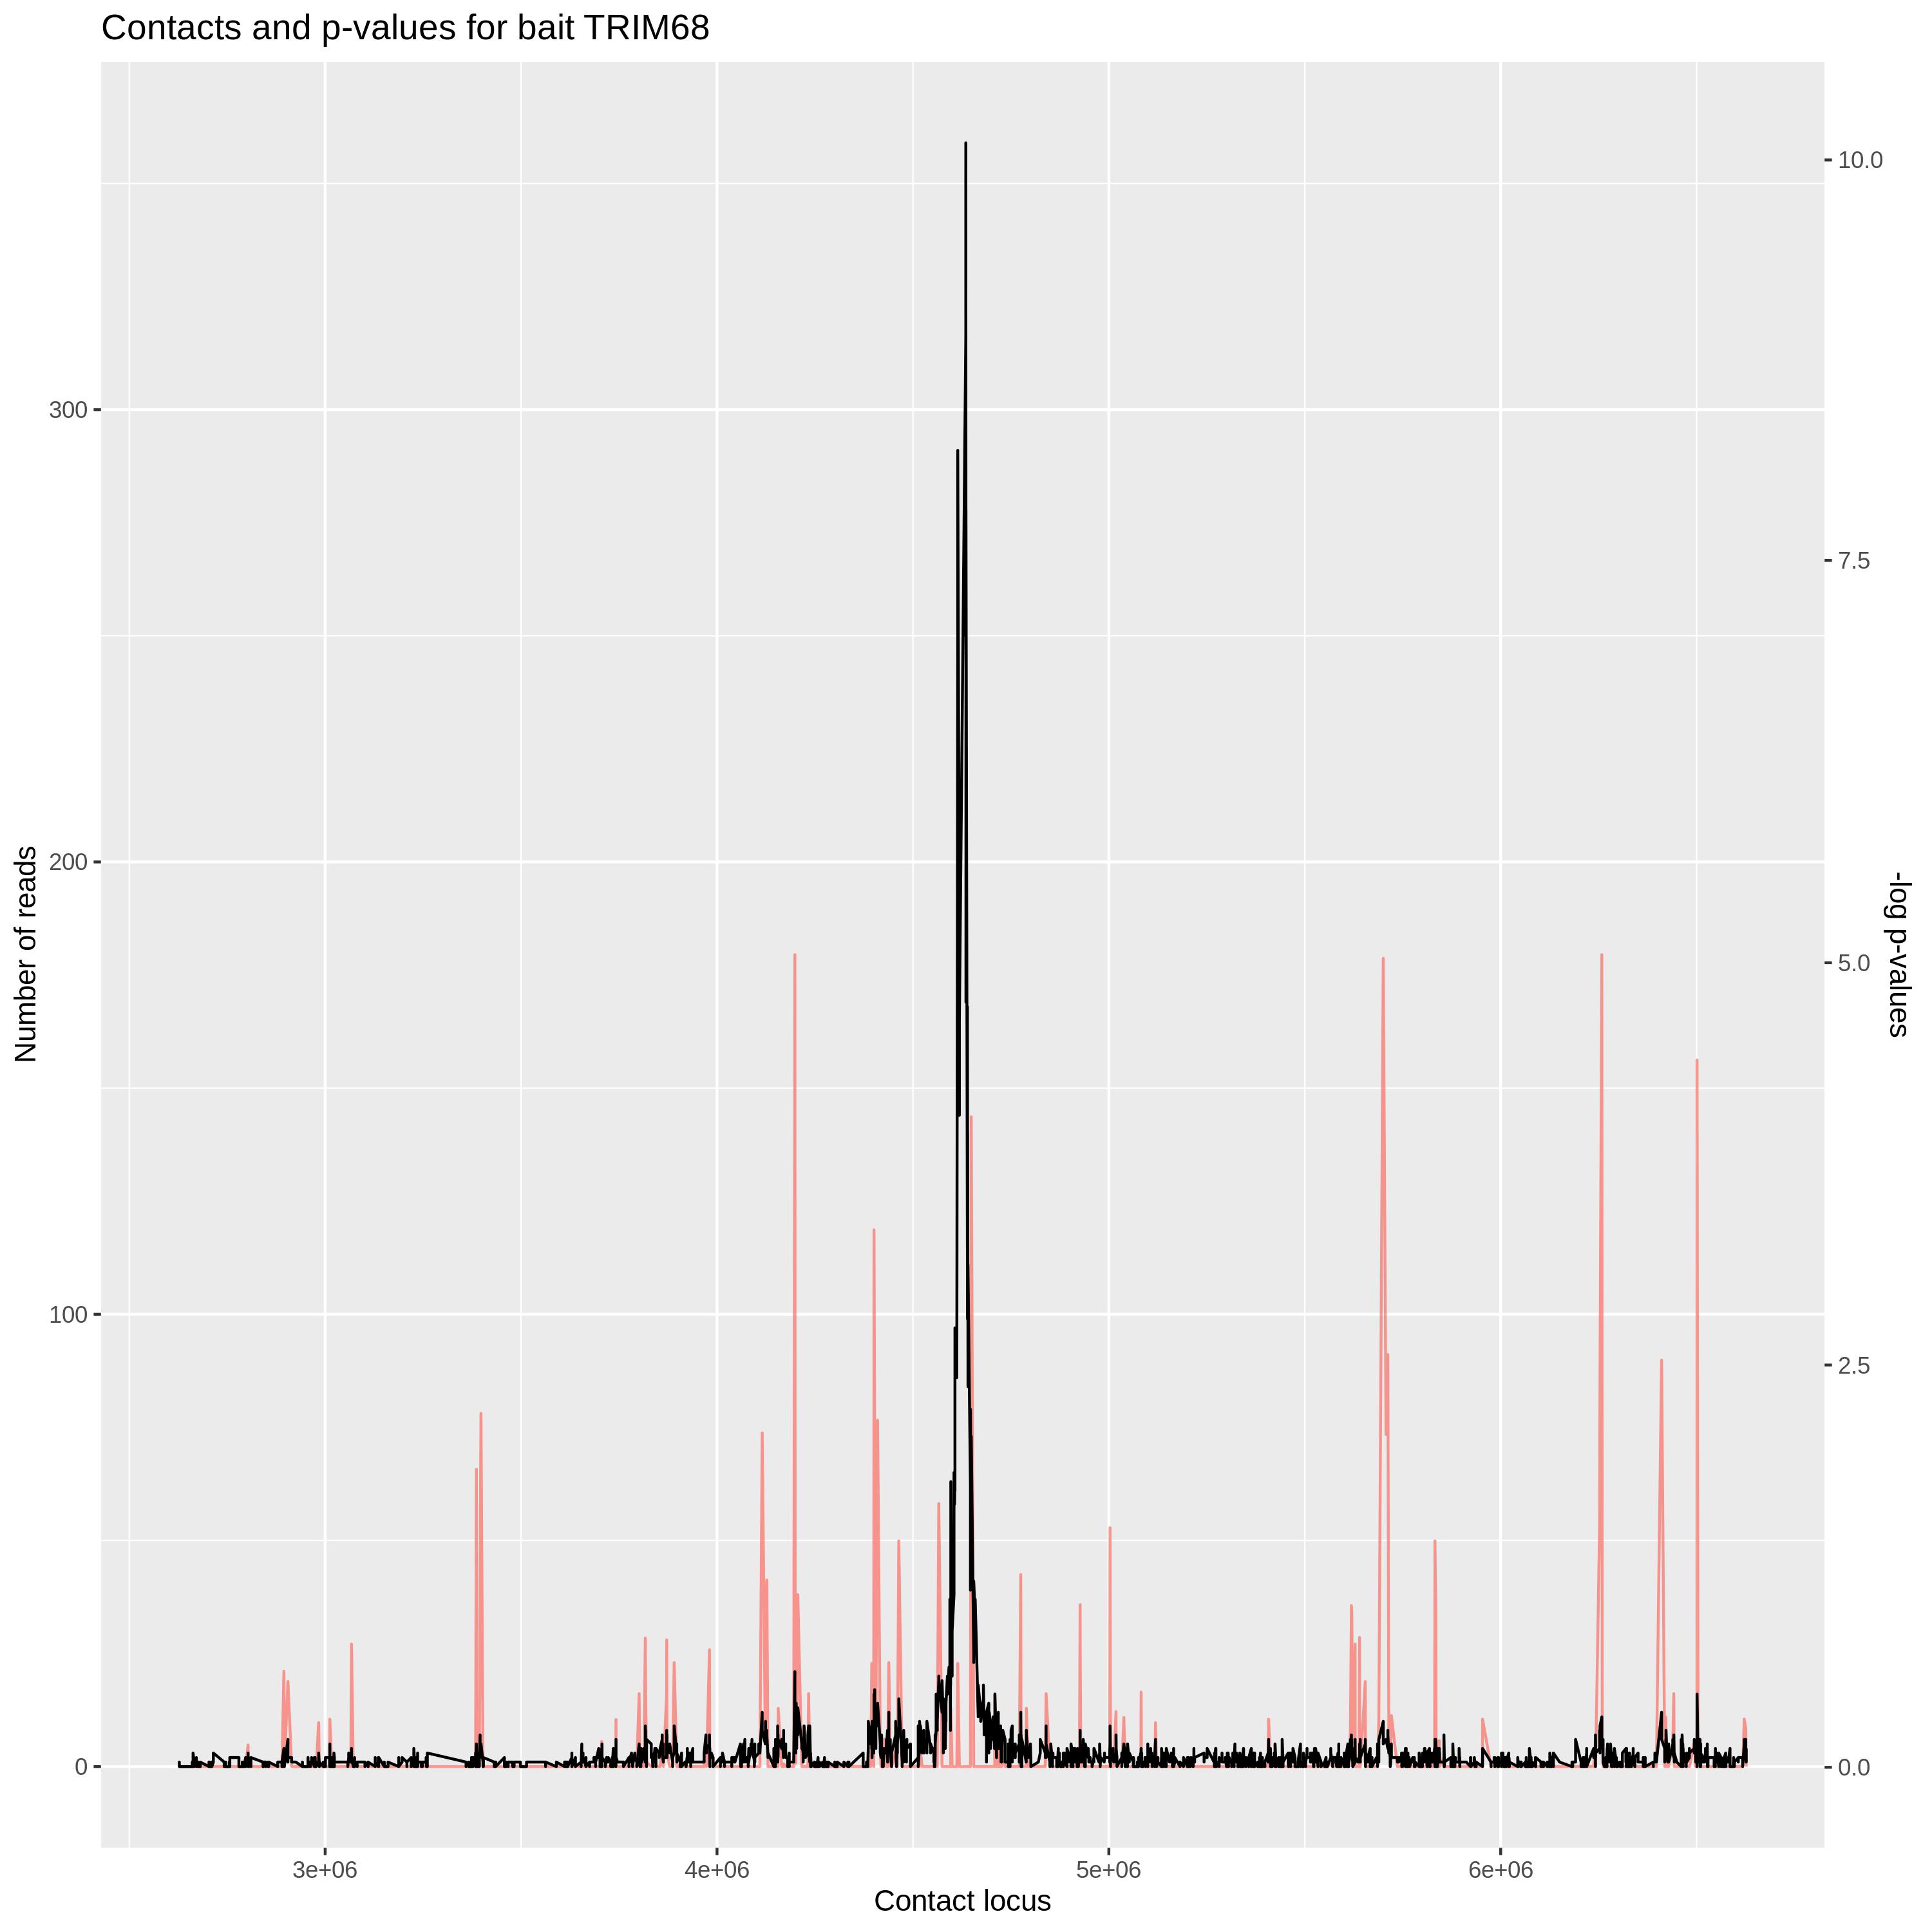 Contacts and p-values for bait TRIM68
300
200
100
0
Number of reads
10.0
7.5
5.0
2.5
0.0
-log p-values
3e+06
4e+06
5e+06
6e+06
Contact locus